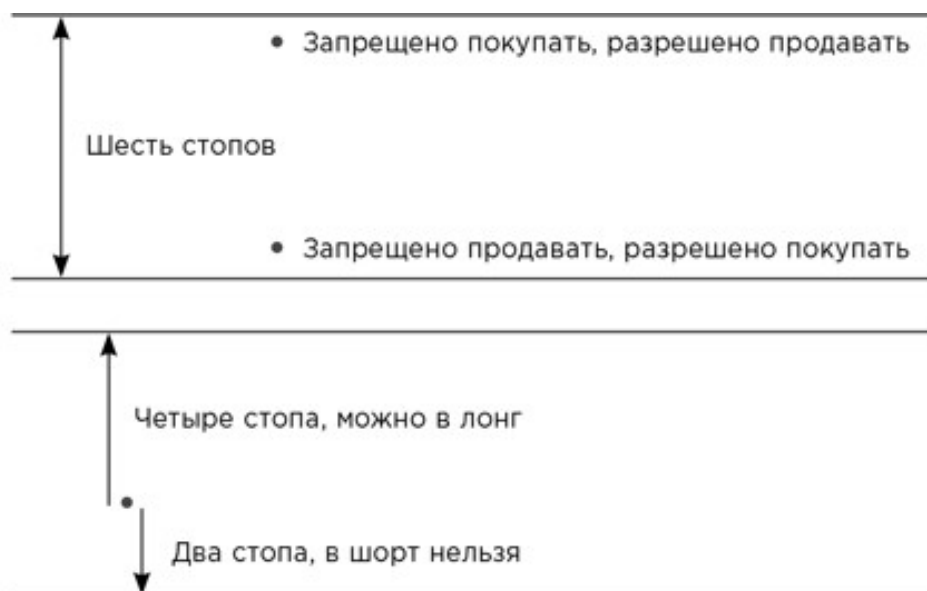 • Запрещено покупать, разрешено продавать
Шесть стопов
• Запрещено продавать, разрешено покупать
Четыре стопа, можно в лонг
Два стопа, в шорт нельзя